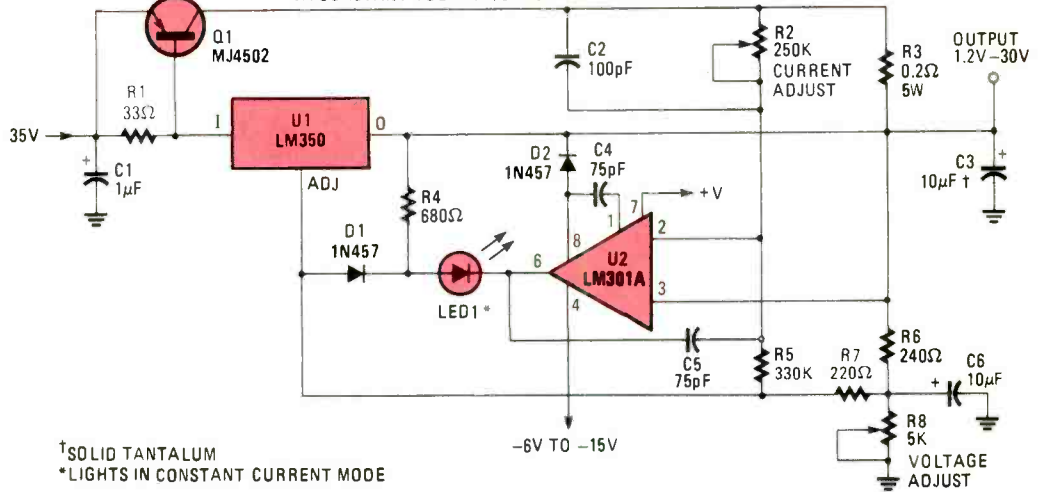 Q1
MJ4502
R1
33Ω
35V
C1
1μF
+
I
U1
LM350
O
ADJ
R4
680Ω
D1
1N457
LED1*
C2
100pF
D2
1N457
C4
75pF
7
+V
1
8
2
U2
LM301A
6
3
4
C5
75pF
-6V TO -15V
R2
250K
CURRENT
ADJUST
R3
0.2Ω
5W
OUTPUT
1.2V-30V
+
C3
10μF †
R5
330K
R7
220Ω
R6
240Ω
+
C6
10μF
R8
5K
VOLTAGE
ADJUST
†SOLID TANTALUM
*LIGHTS IN CONSTANT CURRENT MODE